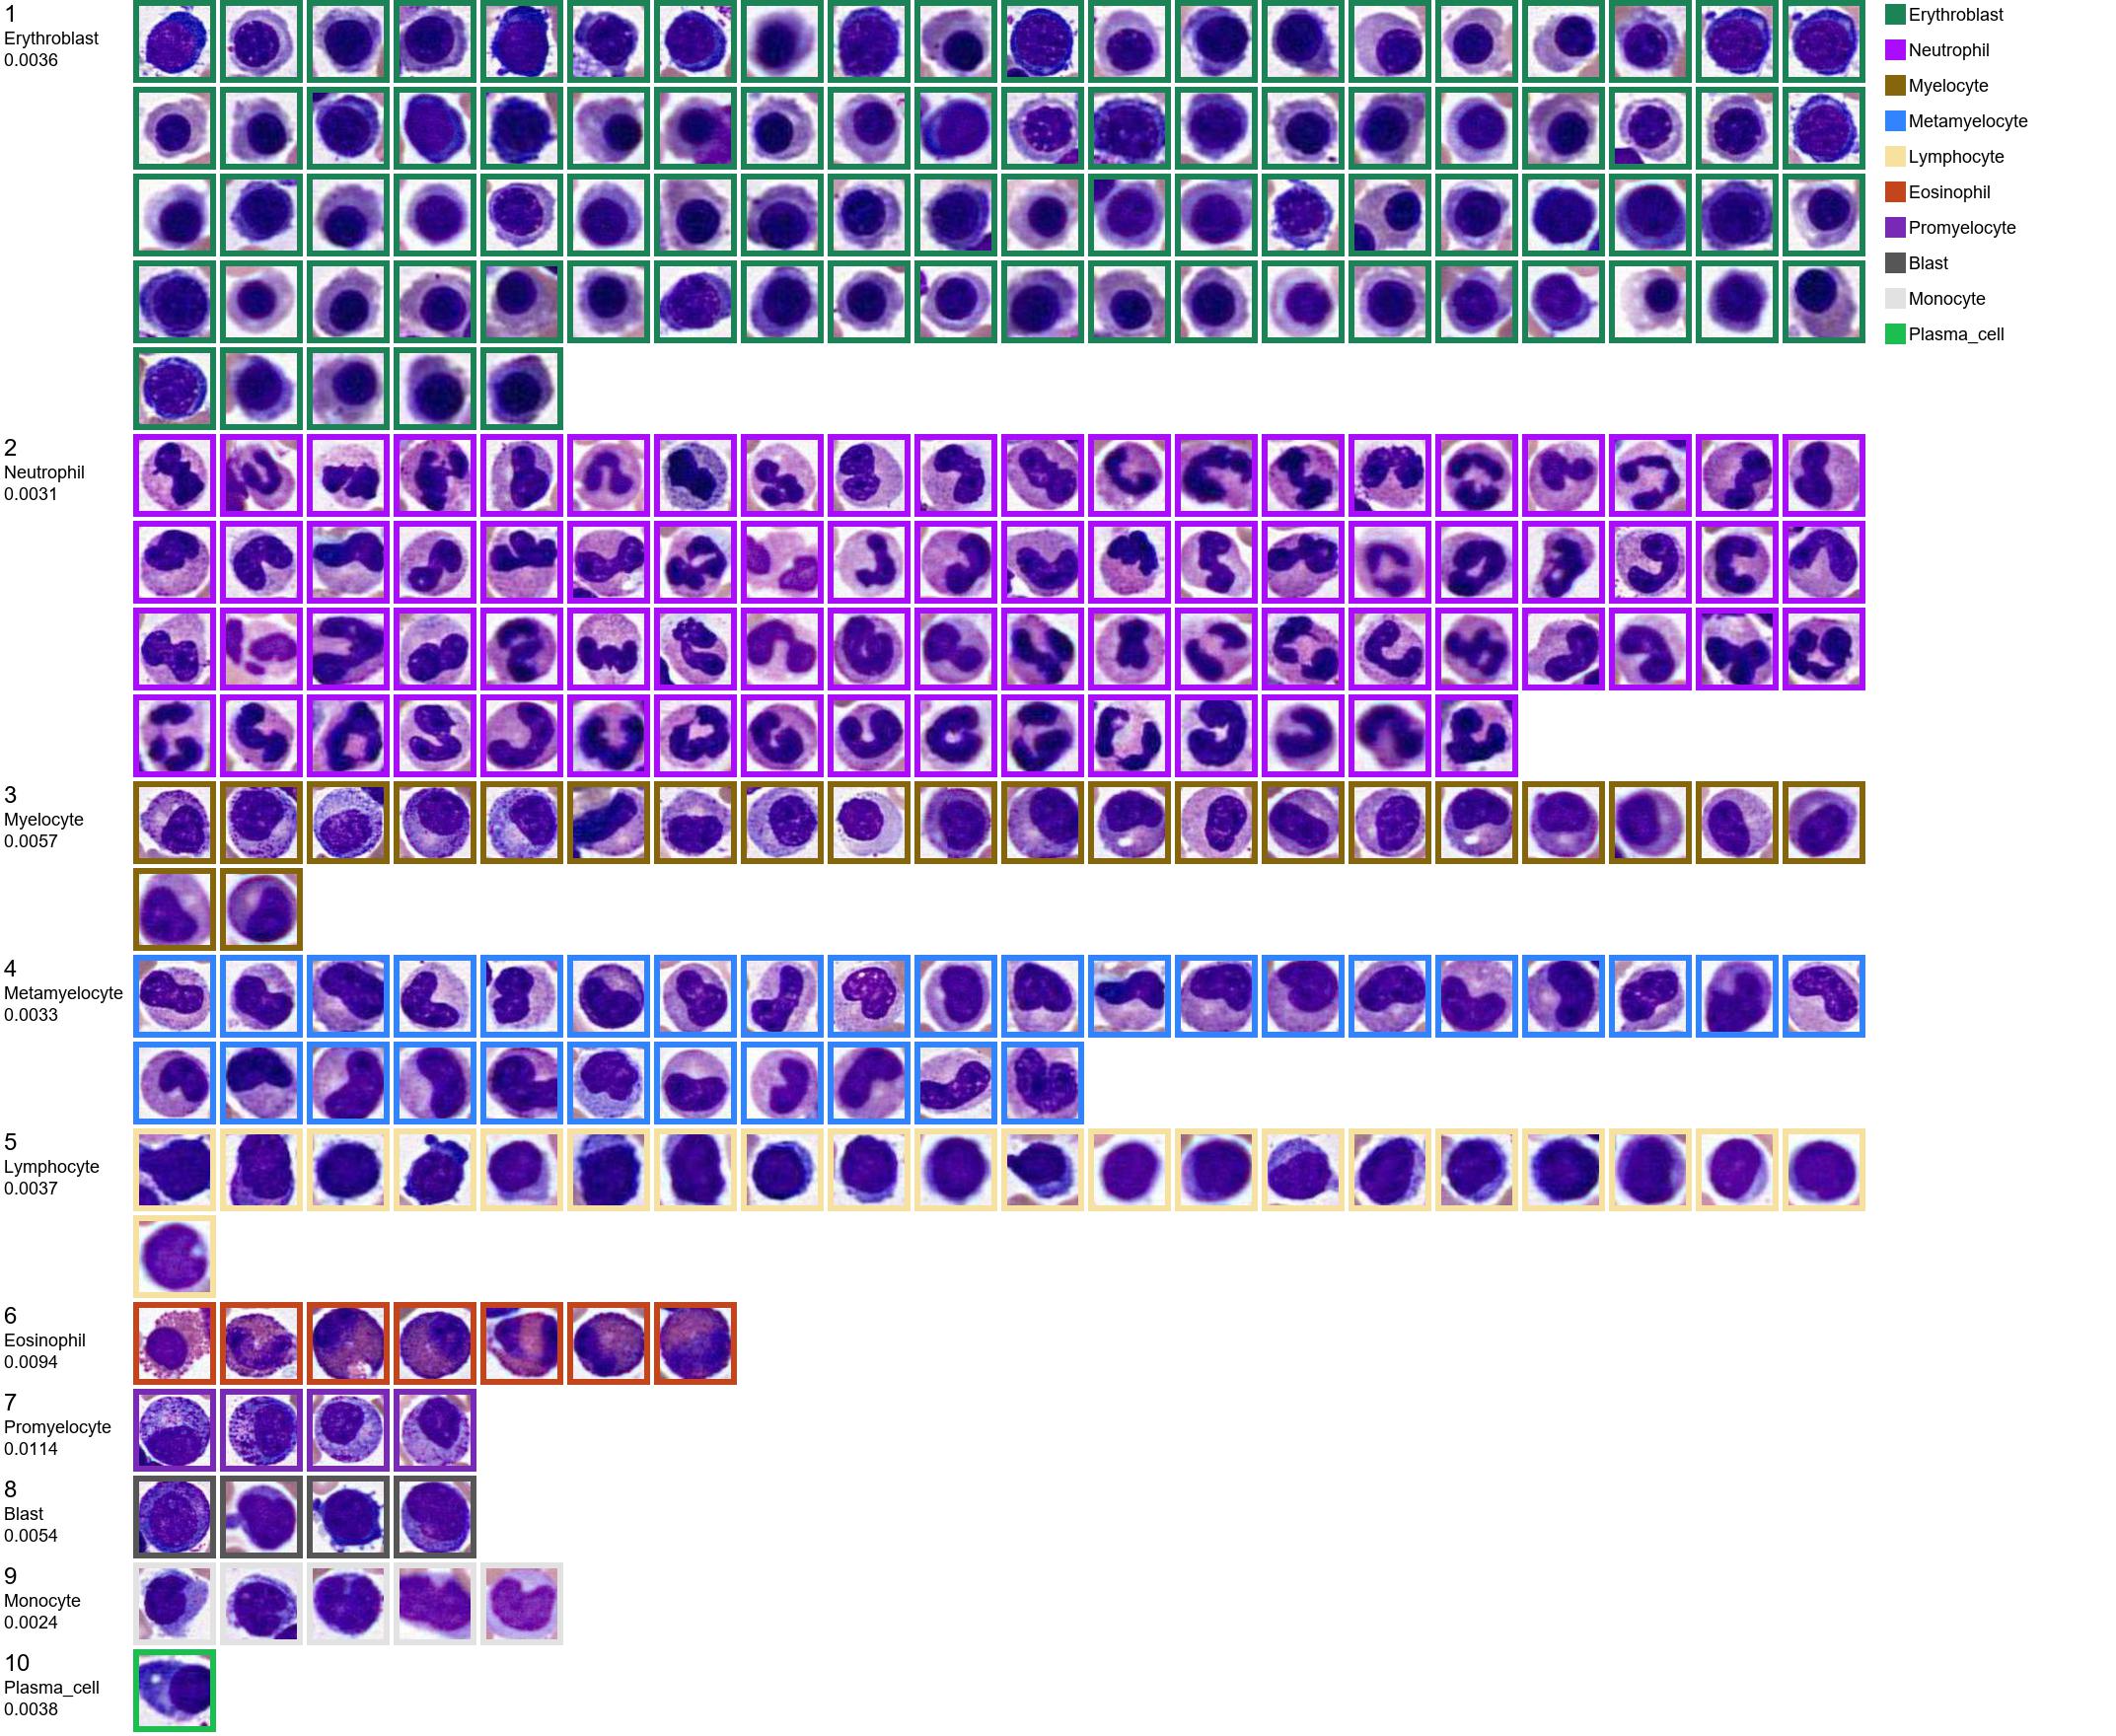 1
Erythroblast
0.0036
2
Neutrophil
0.0031
3
Myelocyte
0.0057
4
Metamyelocyte
0.0033
5
Lymphocyte
0.0037
6
Eosinophil
0.0094
7
Promyelocyte
0.0114
8
Blast
0.0054
9
Monocyte
0.0024
10
Plasma_cell
0.0038
Erythroblast
Neutrophil
Myelocyte
Metamyelocyte
Lymphocyte
Eosinophil
Promyelocyte
Blast
Monocyte
Plasma_cell